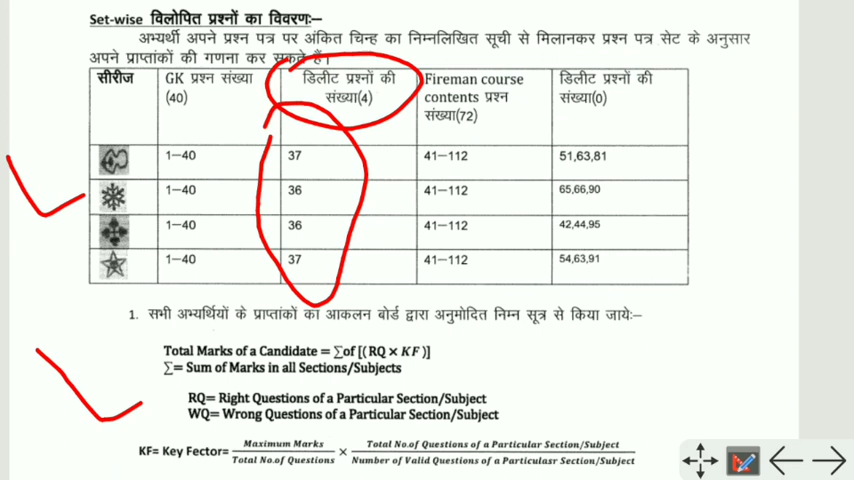 Set-wise विलोपित प्रश्नों का विवरणः—
अभ्यर्थी अपने प्रश्न पत्र पर अंकित चिन्ह का निम्नलिखित सूची से मिलानकर प्रश्न पत्र सेट के अनुसार
अपने प्राप्तांकों की गणना कर सकते हैं।
सीरीज GK प्रश्न संख्या डिलीट प्रश्नों की Fireman course डिलीट प्रश्नों की
(40) संख्या(4) contents प्रश्न संख्या(0)
संख्या(72)
1—40 37 41—112 51,63,81
1—40 36 41—112 65,66,90
1—40 36 41—112 42,44,95
1—40 37 41—112 54,63,91
1. सभी अभ्यर्थियों के प्राप्तांकों का आकलन बोर्ड द्वारा अनुमोदित निम्न सूत्र से किया जायेः—
Total Marks of a Candidate = ∑of [(RQ × KF)]
∑= Sum of Marks in all Sections/Subjects
RQ= Right Questions of a Particular Section/Subject
WQ= Wrong Questions of a Particular Section/Subject
KF= Key Factor= Maximum Marks / Total No.of Questions × Total No.of Questions of a Particular Section/Subject / Number of Valid Questions of a Particularsr Section/Subject